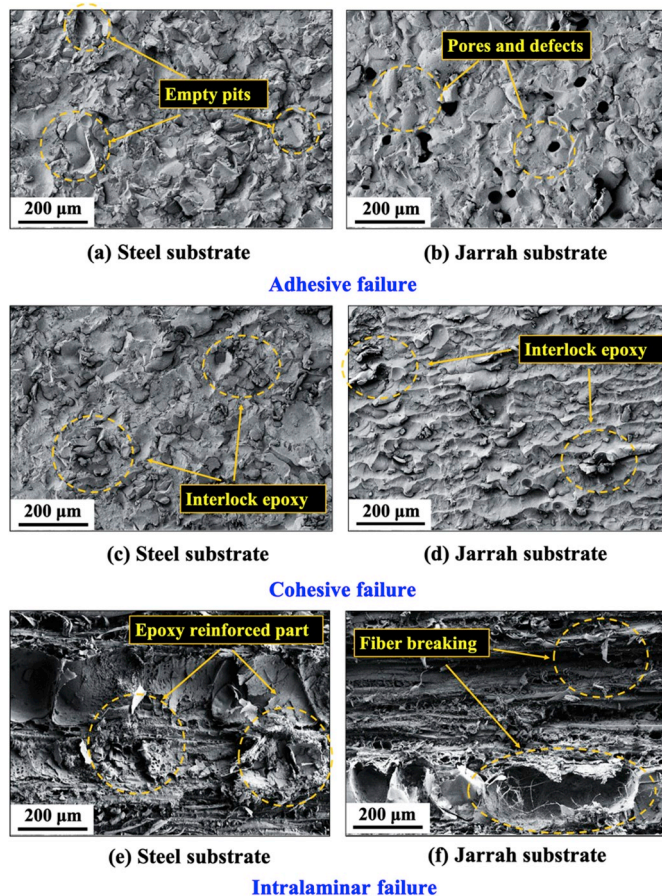 Empty pits
200 μm
Pores and defects
200 μm
(a) Steel substrate
(b) Jarrah substrate
Adhesive failure
Interlock epoxy
200 μm
Interlock epoxy
200 μm
(c) Steel substrate
(d) Jarrah substrate
Cohesive failure
Epoxy reinforced part
200 μm
Fiber breaking
200 μm
(e) Steel substrate
(f) Jarrah substrate
Intralaminar failure